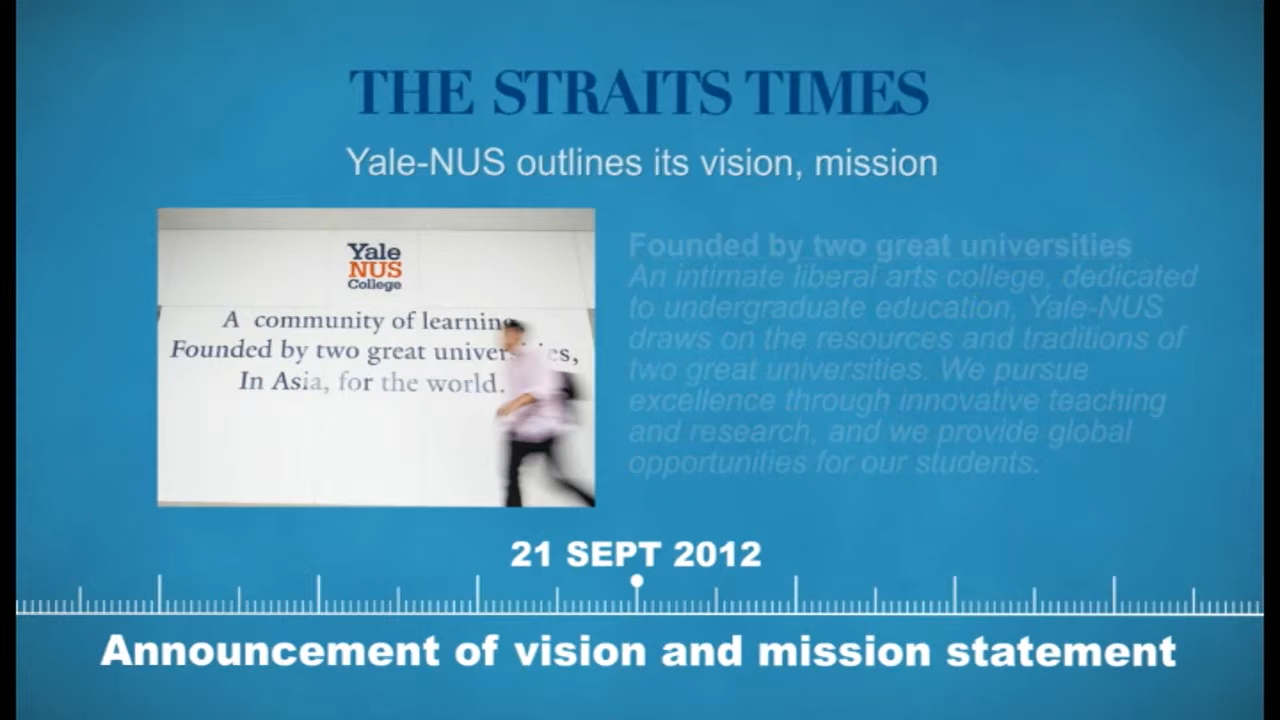 THE STRAITS TIMES
Yale-NUS outlines its vision, mission
Yale
NUS
College
A community of learning
Founded by two great univer ies,
In Asia, for the world.
Founded by two great universities
An intimate liberal arts college, dedicated
to undergraduate education, Yale-NUS
draws on the resources and traditions of
two great universities. We pursue
excellence through innovative teaching
and research, and we provide global
opportunities for our students.
21 SEPT 2012
Announcement of vision and mission statement